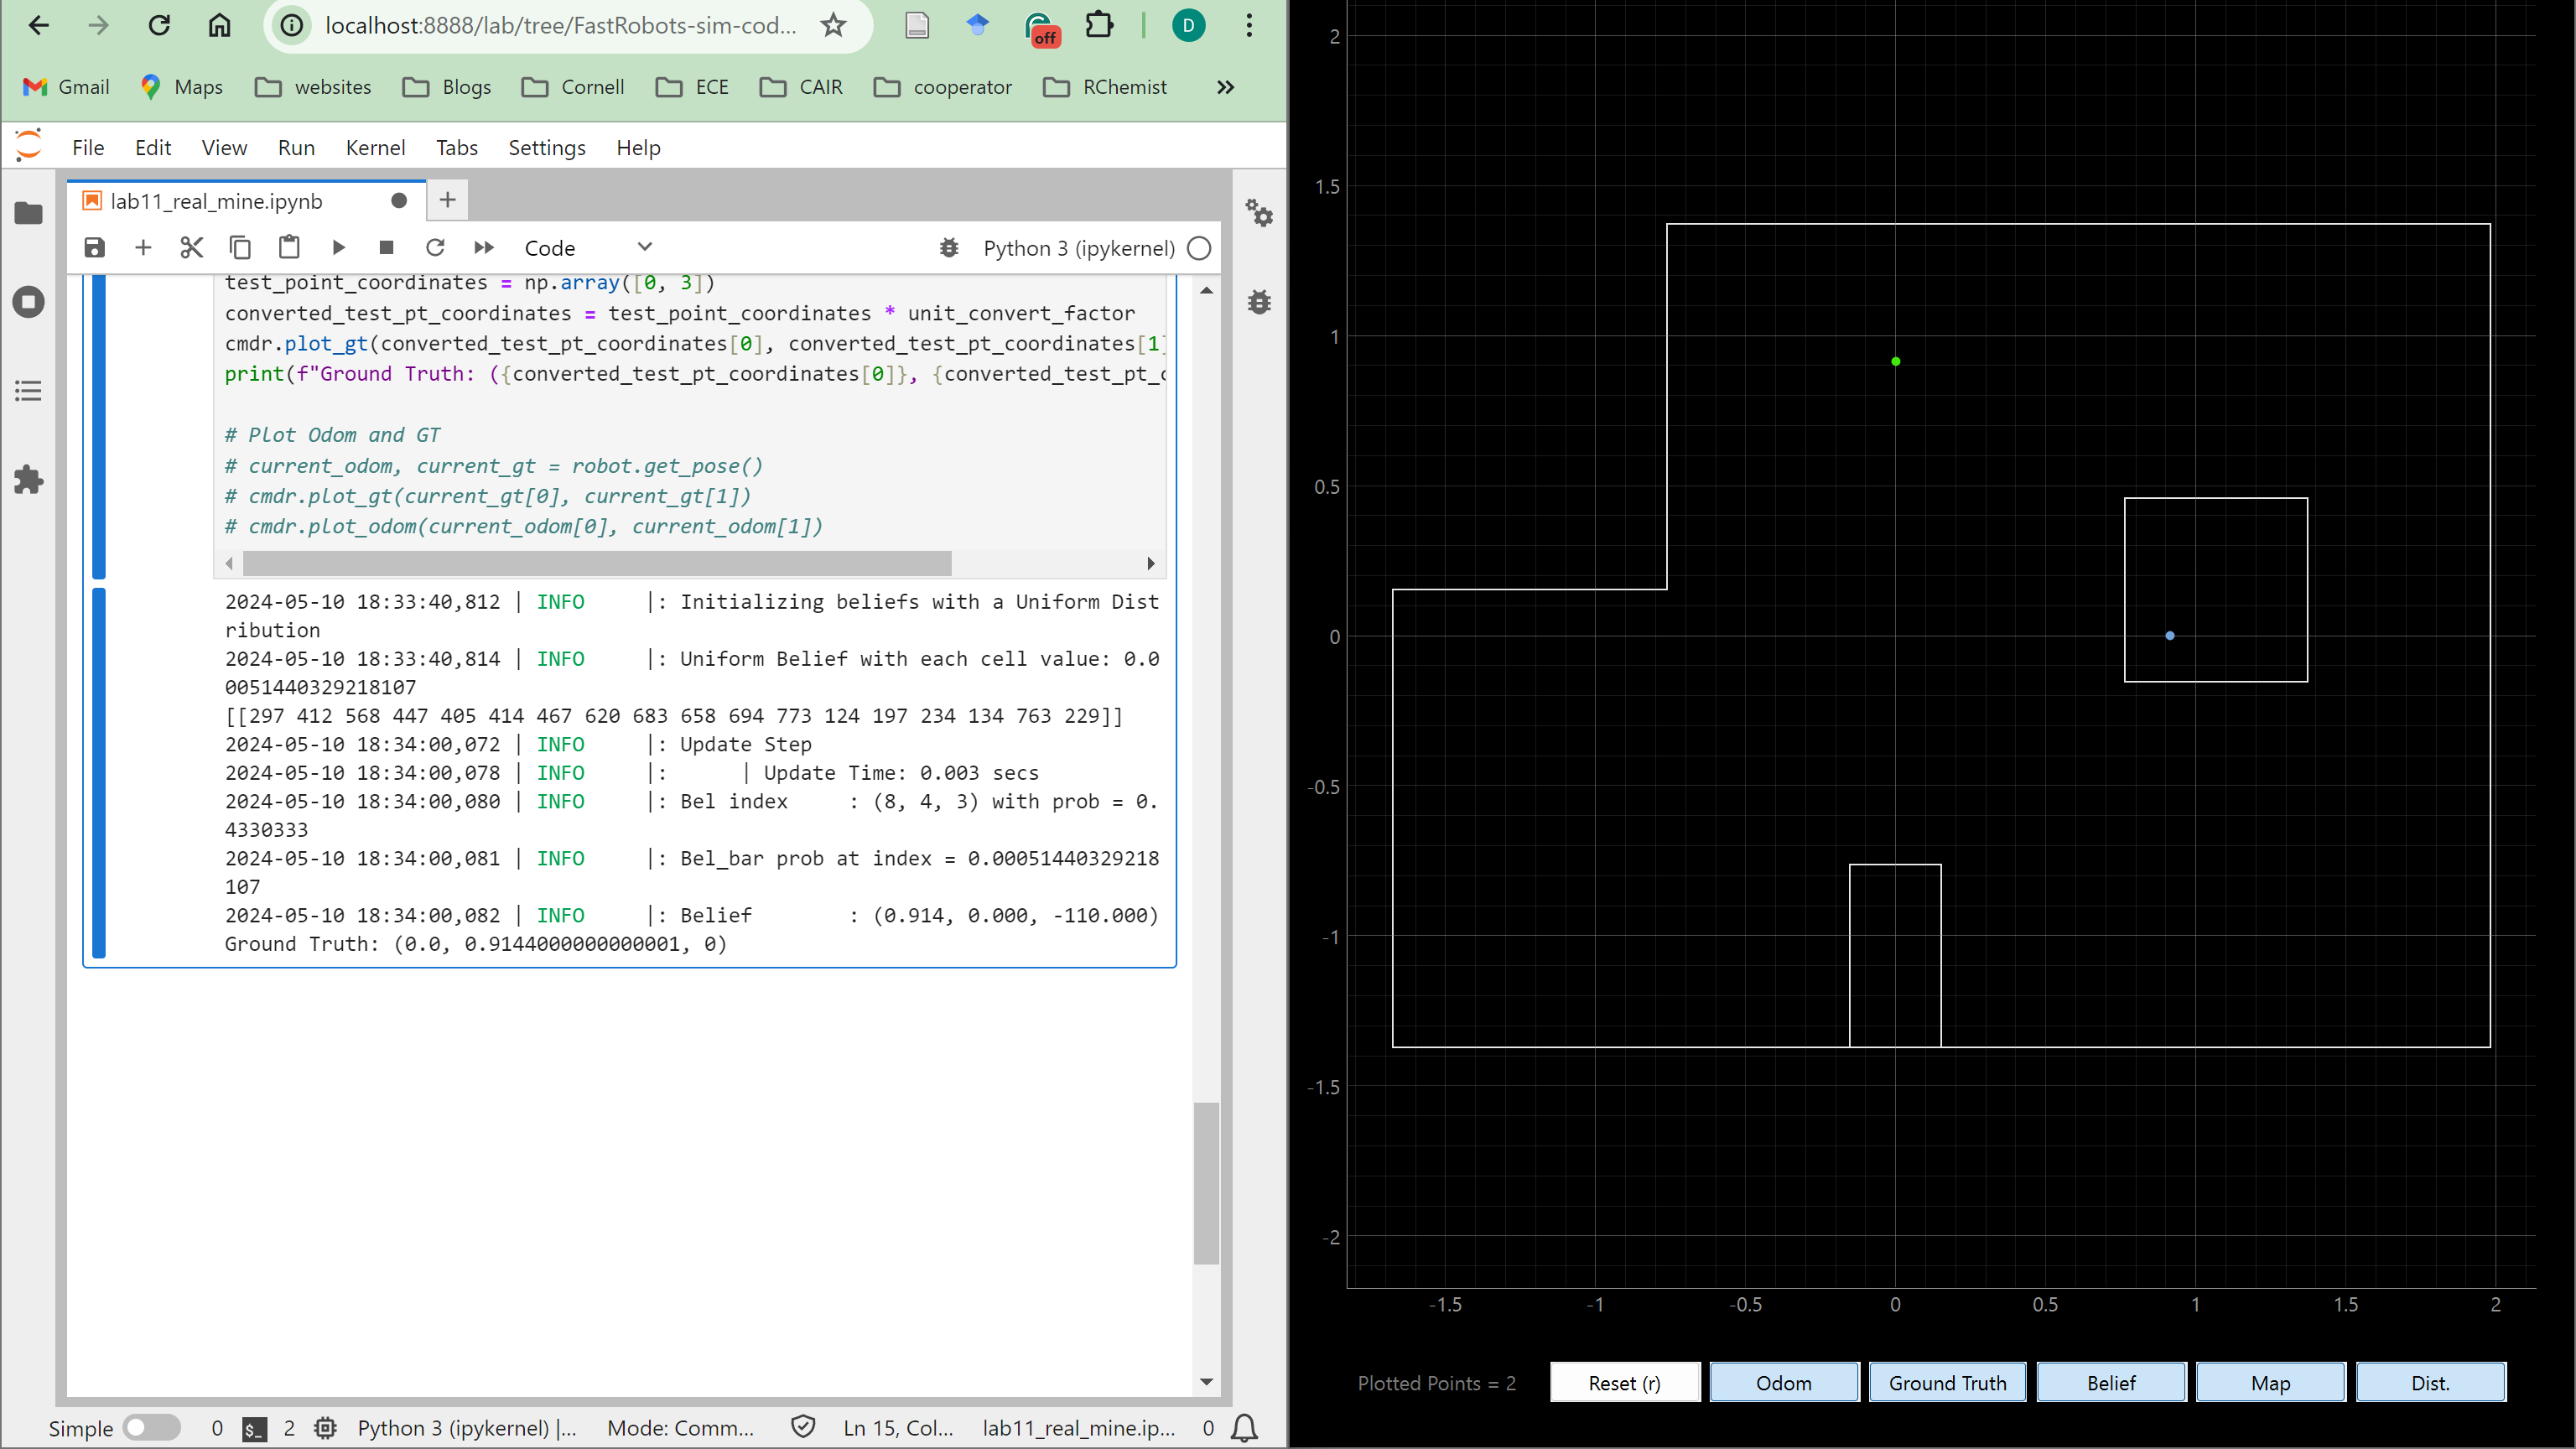 localhost:8888/lab/tree/FastRobots-sim-cod...
off
D
Gmail Maps websites Blogs Cornell ECE CAIR cooperator RChemist »
File Edit View Run Kernel Tabs Settings Help
lab11_real_mine.ipynb
Code
Python 3 (ipykernel)
test_point_coordinates = np.array([0, 3])
converted_test_pt_coordinates = test_point_coordinates * unit_convert_factor
cmdr.plot_gt(converted_test_pt_coordinates[0], converted_test_pt_coordinates[1]
print(f"Ground Truth: ({converted_test_pt_coordinates[0]}, {converted_test_pt_c
# Plot Odom and GT
# current_odom, current_gt = robot.get_pose()
# cmdr.plot_gt(current_gt[0], current_gt[1])
# cmdr.plot_odom(current_odom[0], current_odom[1])
2024-05-10 18:33:40,812 | INFO     |: Initializing beliefs with a Uniform Dist
ribution
2024-05-10 18:33:40,814 | INFO     |: Uniform Belief with each cell value: 0.0
0051440329218107
[[297 412 568 447 405 414 467 620 683 658 694 773 124 197 234 134 763 229]]
2024-05-10 18:34:00,072 | INFO     |: Update Step
2024-05-10 18:34:00,078 | INFO     |:      | Update Time: 0.003 secs
2024-05-10 18:34:00,080 | INFO     |: Bel index     : (8, 4, 3) with prob = 0.
4330333
2024-05-10 18:34:00,081 | INFO     |: Bel_bar prob at index = 0.00051440329218
107
2024-05-10 18:34:00,082 | INFO     |: Belief        : (0.914, 0.000, -110.000)
Ground Truth: (0.0, 0.9144000000000001, 0)
Simple 0 $_ 2 Python 3 (ipykernel) |... Mode: Comm... Ln 15, Col... lab11_real_mine.ip... 0
2
1.5
1
0.5
0
-0.5
-1
-1.5
-2
-1.5 -1 -0.5 0 0.5 1 1.5 2
Plotted Points = 2 Reset (r) Odom Ground Truth Belief Map Dist.